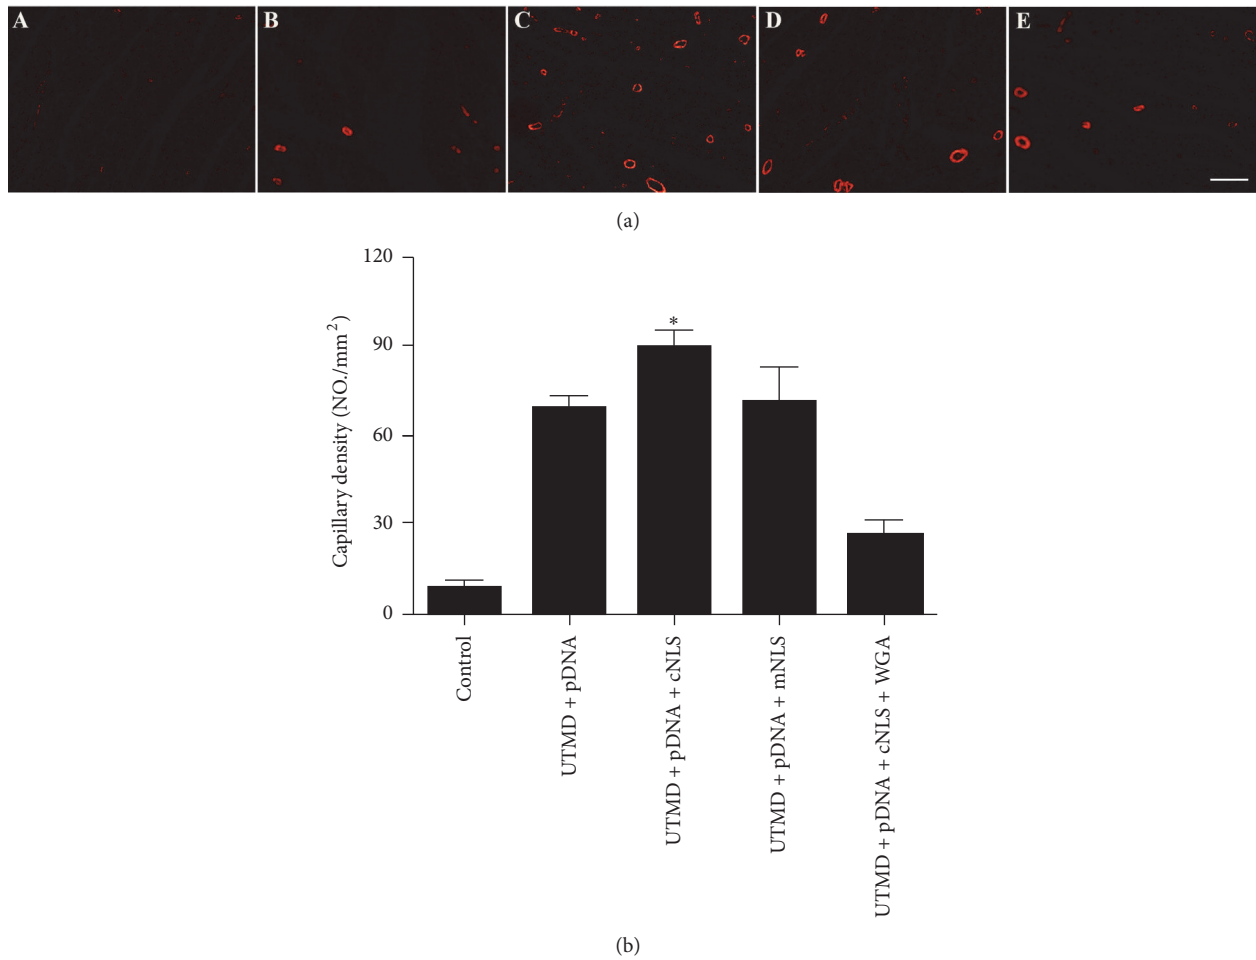 A B C D E
(a)
120
90
60
30
0
Capillary density (NO./mm²)
*
Control
UTMD + pDNA
UTMD + pDNA + cNLS
UTMD + pDNA + mNLS
UTMD + pDNA + cNLS + WGA
(b)